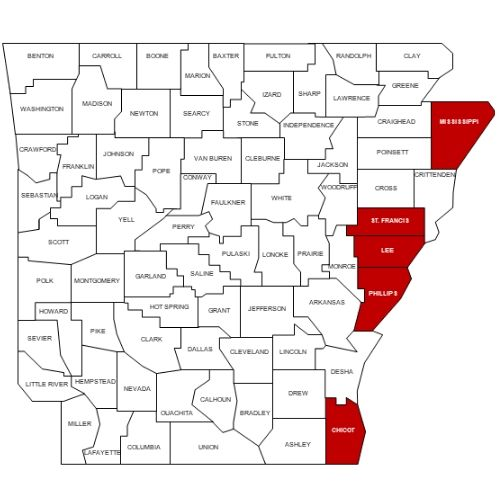 BENTON
CARROLL
BOONE
BAXTER
FULTON
RANDOLPH
CLAY
MARION
GREENE
SHARP
IZARD
LAWRENCE
MADISON
WASHINGTON
NEWTON
SEARCY
STONE
INDEPENDENCE
CRAIGHEAD
MISSISSIPPI
CRAWFORD
JOHNSON
POPE
VAN BUREN
CLEBURNE
JACKSON
POINSETT
FRANKLIN
CONWAY
CRITTENDEN
SEBASTIAN
LOGAN
FAULKNER
WHITE
WOODRUFF
CROSS
YELL
PERRY
ST. FRANCIS
SCOTT
PULASKI
LONOKE
PRAIRIE
LEE
MONROE
POLK
MONTGOMERY
GARLAND
SALINE
PHILLIPS
HOT SPRING
GRANT
JEFFERSON
ARKANSAS
HOWARD
PIKE
SEVIER
CLARK
DALLAS
CLEVELAND
LINCOLN
DESHA
LITTLE RIVER
HEMPSTEAD
NEVADA
OUACHITA
CALHOUN
BRADLEY
DREW
MILLER
LAFAYETTE
COLUMBIA
UNION
ASHLEY
CHICOT